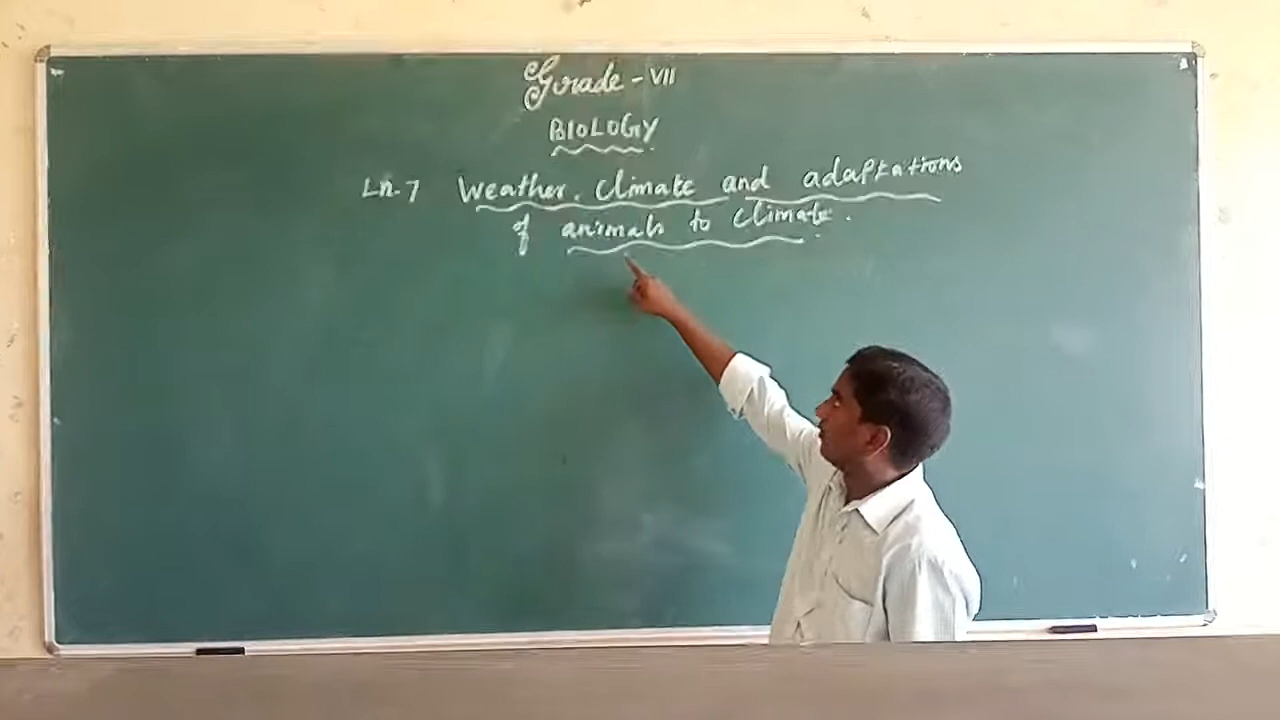 Grade - VII
BIOLOGY
Ln-7 Weather, Climate and adaptations
of animals to climate.